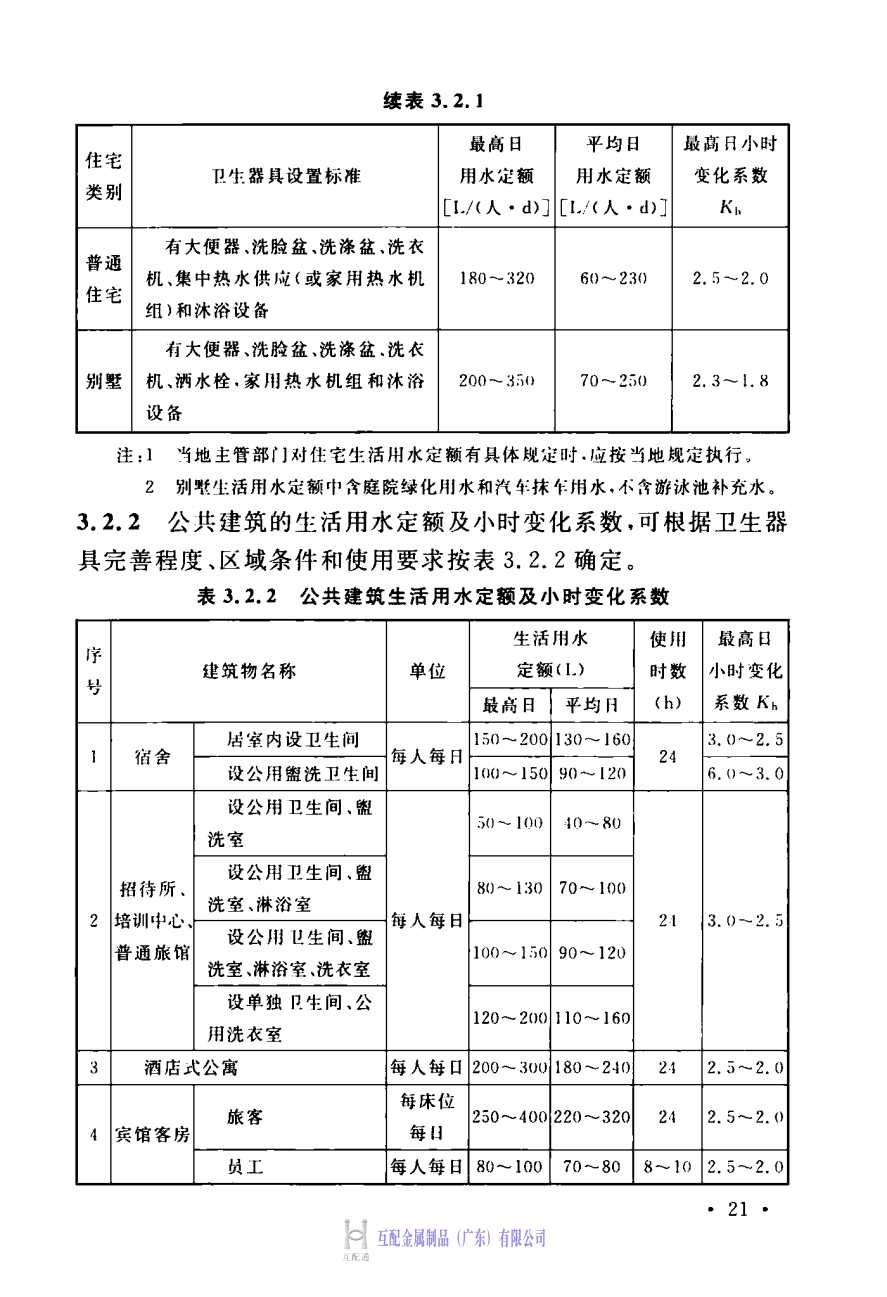 续表 3.2.1
住宅类别 卫生器具设置标准 最高日用水定额[L/(人·d)] 平均日用水定额[L/(人·d)] 最高日小时变化系数 Kh
普通住宅 有大便器、洗脸盆、洗涤盆、洗衣机、集中热水供应(或家用热水机组)和沐浴设备 180～320 60～230 2.5～2.0
别墅 有大便器、洗脸盆、洗涤盆、洗衣机、洒水栓,家用热水机组和沐浴设备 200～350 70～250 2.3～1.8
注:1 当地主管部门对住宅生活用水定额有具体规定时,应按当地规定执行。
2 别墅生活用水定额中含庭院绿化用水和汽车抹车用水,不含游泳池补充水。
3.2.2 公共建筑的生活用水定额及小时变化系数,可根据卫生器
具完善程度、区域条件和使用要求按表 3.2.2 确定。
表 3.2.2 公共建筑生活用水定额及小时变化系数
序号 建筑物名称 单位 生活用水定额(L) 最高日 平均日 使用时数(h) 最高日小时变化系数 Kh
1 宿舍 居室内设卫生间 每人每日 150～200 130～160 24 3.0～2.5
设公用盥洗卫生间 100～150 90～120 6.0～3.0
2 招待所、培训中心、普通旅馆 设公用卫生间、盥洗室 每人每日 50～100 40～80 24 3.0～2.5
设公用卫生间、盥洗室、淋浴室 80～130 70～100
设公用卫生间、盥洗室、淋浴室、洗衣室 100～150 90～120
设单独卫生间、公用洗衣室 120～200 110～160
3 酒店式公寓 每人每日 200～300 180～240 24 2.5～2.0
4 宾馆客房 旅客 每床位每日 250～400 220～320 24 2.5～2.0
员工 每人每日 80～100 70～80 8～10 2.5～2.0
· 21 ·
互配金属制品(广东)有限公司
互配通